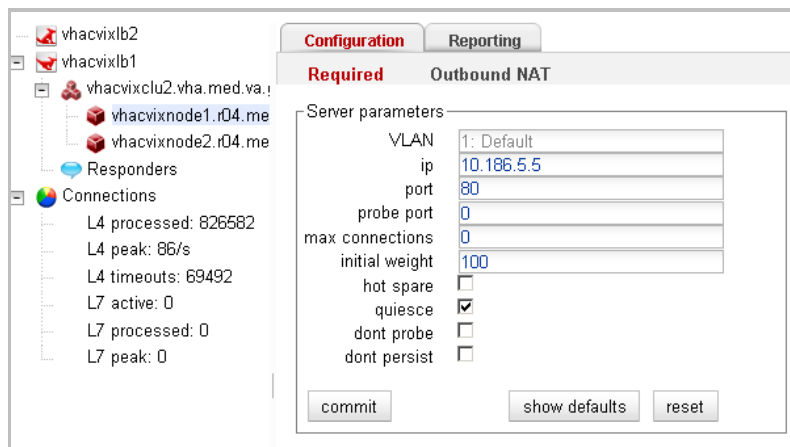 vhacvixlb2
vhacvixlb1
vhacvixclu2.vha.med.va.
vhacvixnode1.r04.me
vhacvixnode2.r04.me
Responders
Connections
L4 processed: 826582
L4 peak: 86/s
L4 timeouts: 69492
L7 active: 0
L7 processed: 0
L7 peak: 0
Configuration Reporting
Required Outbound NAT
Server parameters
VLAN 1: Default
ip 10.186.5.5
port 80
probe port 0
max connections 0
initial weight 100
hot spare
quiesce
dont probe
dont persist
commit show defaults reset